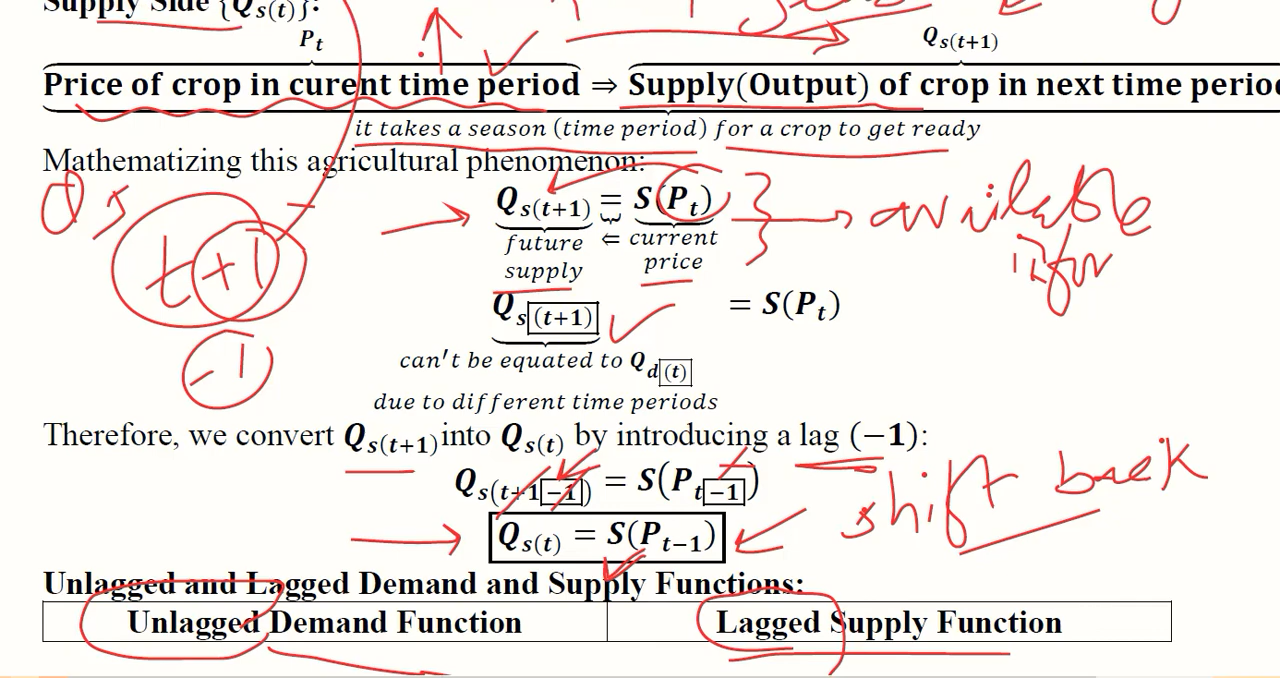 Supply Side {Qs(t)}:
Pt
Qs(t+1)
Price of crop in curent time period ⇒ Supply(Output) of crop in next time perio
it takes a season (time period) for a crop to get ready
Mathematizing this agricultural phenomenon:
Qs t+1 -1
Qs(t+1) = S(Pt) } available infor
future ⇐ current
supply price
Qs(t+1) = S(Pt)
can't be equated to Qd(t)
due to different time periods
Therefore, we convert Qs(t+1) into Qs(t) by introducing a lag (−1):
Qs(t+1−1) = S(Pt−1)
shift back
Qs(t) = S(Pt−1)
Unlagged and Lagged Demand and Supply Functions:
Unlagged Demand Function Lagged Supply Function